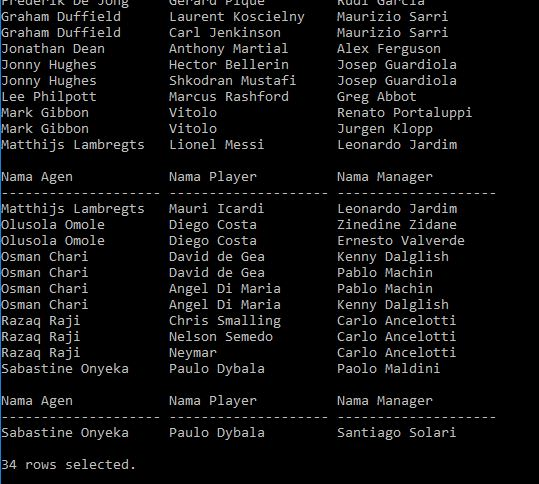 Frederik De Jong Gerard Pique Rudi Garcia
Graham Duffield Laurent Koscielny Maurizio Sarri
Graham Duffield Carl Jenkinson Maurizio Sarri
Jonathan Dean Anthony Martial Alex Ferguson
Jonny Hughes Hector Bellerin Josep Guardiola
Jonny Hughes Shkodran Mustafi Josep Guardiola
Lee Philpott Marcus Rashford Greg Abbot
Mark Gibbon Vitolo Renato Portaluppi
Mark Gibbon Vitolo Jurgen Klopp
Matthijs Lambregts Lionel Messi Leonardo Jardim
Nama Agen Nama Player Nama Manager
-------------------- -------------------- --------------------
Matthijs Lambregts Mauri Icardi Leonardo Jardim
Olusola Omole Diego Costa Zinedine Zidane
Olusola Omole Diego Costa Ernesto Valverde
Osman Chari David de Gea Kenny Dalglish
Osman Chari David de Gea Pablo Machin
Osman Chari Angel Di Maria Pablo Machin
Osman Chari Angel Di Maria Kenny Dalglish
Razaq Raji Chris Smalling Carlo Ancelotti
Razaq Raji Nelson Semedo Carlo Ancelotti
Razaq Raji Neymar Carlo Ancelotti
Sabastine Onyeka Paulo Dybala Paolo Maldini
Nama Agen Nama Player Nama Manager
-------------------- -------------------- --------------------
Sabastine Onyeka Paulo Dybala Santiago Solari
34 rows selected.